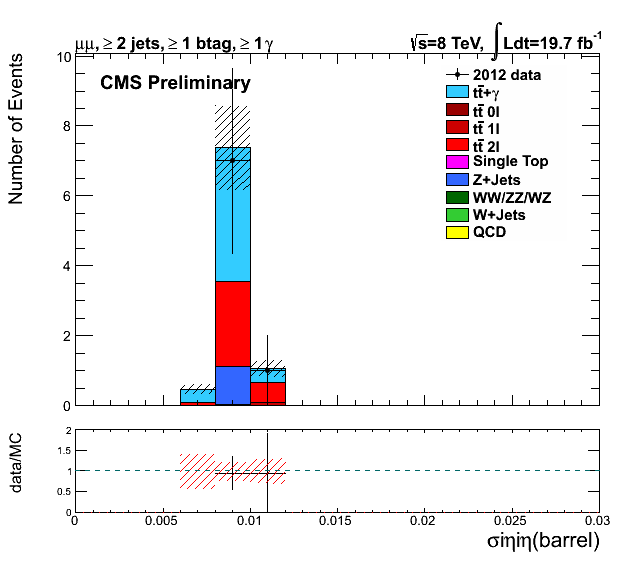 μμ, ≥ 2 jets, ≥ 1 btag, ≥ 1 γ
√s=8 TeV, ∫Ldt=19.7 fb⁻¹
CMS Preliminary
2012 data
tt̄+γ
tt̄ 0l
tt̄ 1l
tt̄ 2l
Single Top
Z+Jets
WW/ZZ/WZ
W+Jets
QCD
Number of Events
10
8
6
4
2
0
data/MC
2
1.5
1
0.5
0
0 0.005 0.01 0.015 0.02 0.025 0.03
σiηiη(barrel)